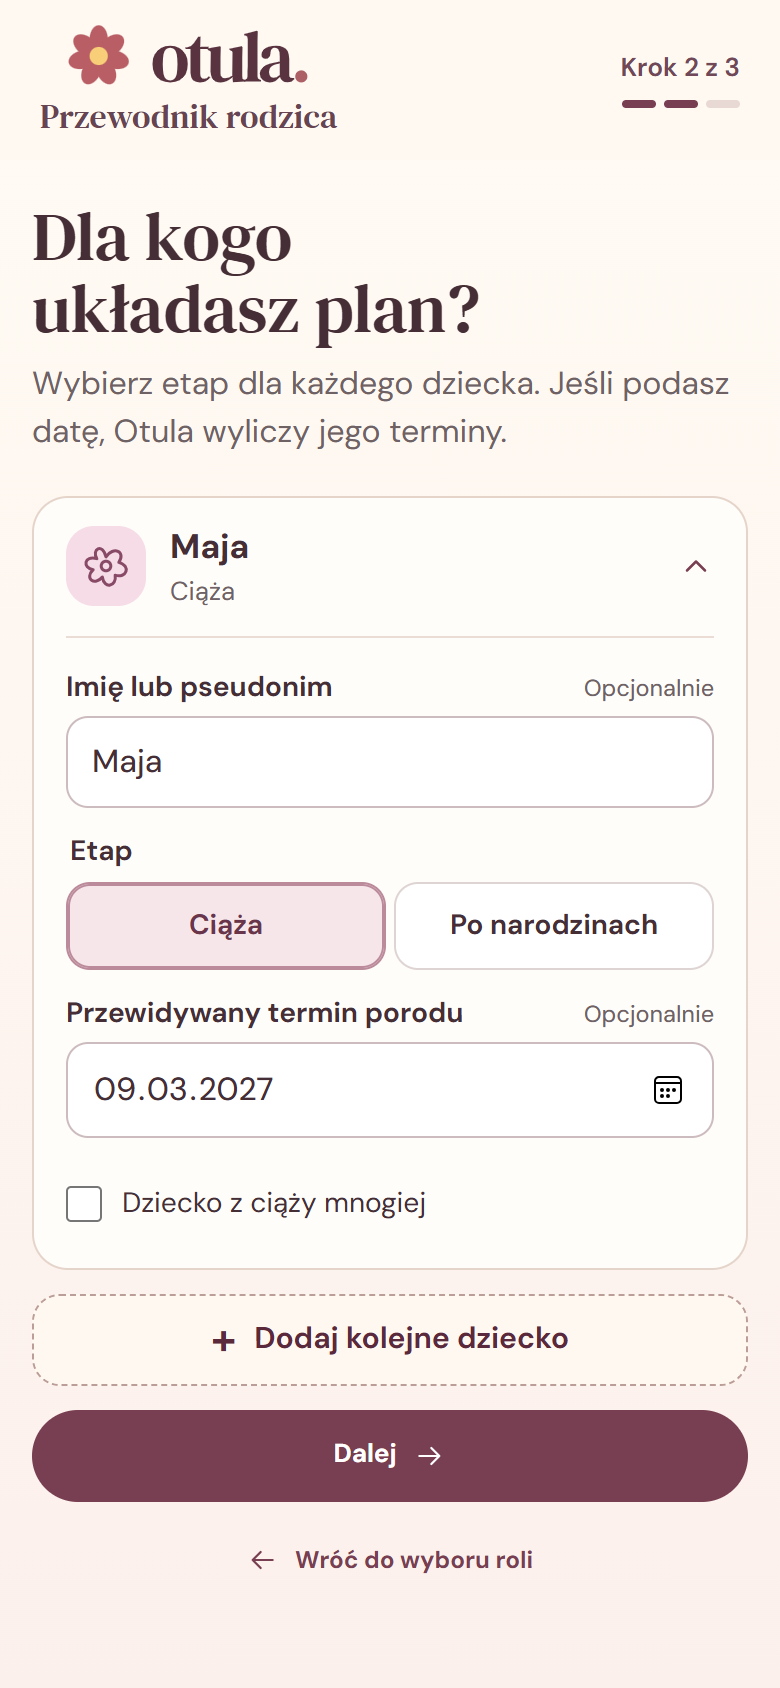 otula.
Przewodnik rodzica
Krok 2 z 3
Dla kogo
układasz plan?
Wybierz etap dla każdego dziecka. Jeśli podasz
datę, Otula wyliczy jego terminy.
Maja
Ciąża
Imię lub pseudonim
Opcjonalnie
Maja
Etap
Ciąża
Po narodzinach
Przewidywany termin porodu
Opcjonalnie
09.03.2027
Dziecko z ciąży mnogiej
+ Dodaj kolejne dziecko
Dalej →
← Wróć do wyboru roli